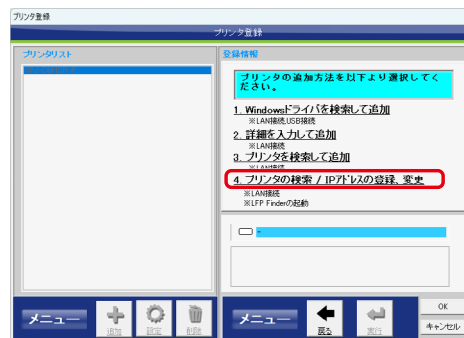 プリンタ登録
プリンタ登録
プリンタリスト
登録情報
プリンタの追加方法を以下より選択してください。
1. Windowsドライバを検索して追加
※LAN接続,USB接続
2. 詳細を入力して追加
※LAN接続
3. プリンタを検索して追加
※LAN接続
4. プリンタの検索 / IPアドレスの登録、変更
※LAN接続
※LFP Finderの起動
-
メニュー
追加
設定
削除
メニュー
戻る
実行
OK
キャンセル